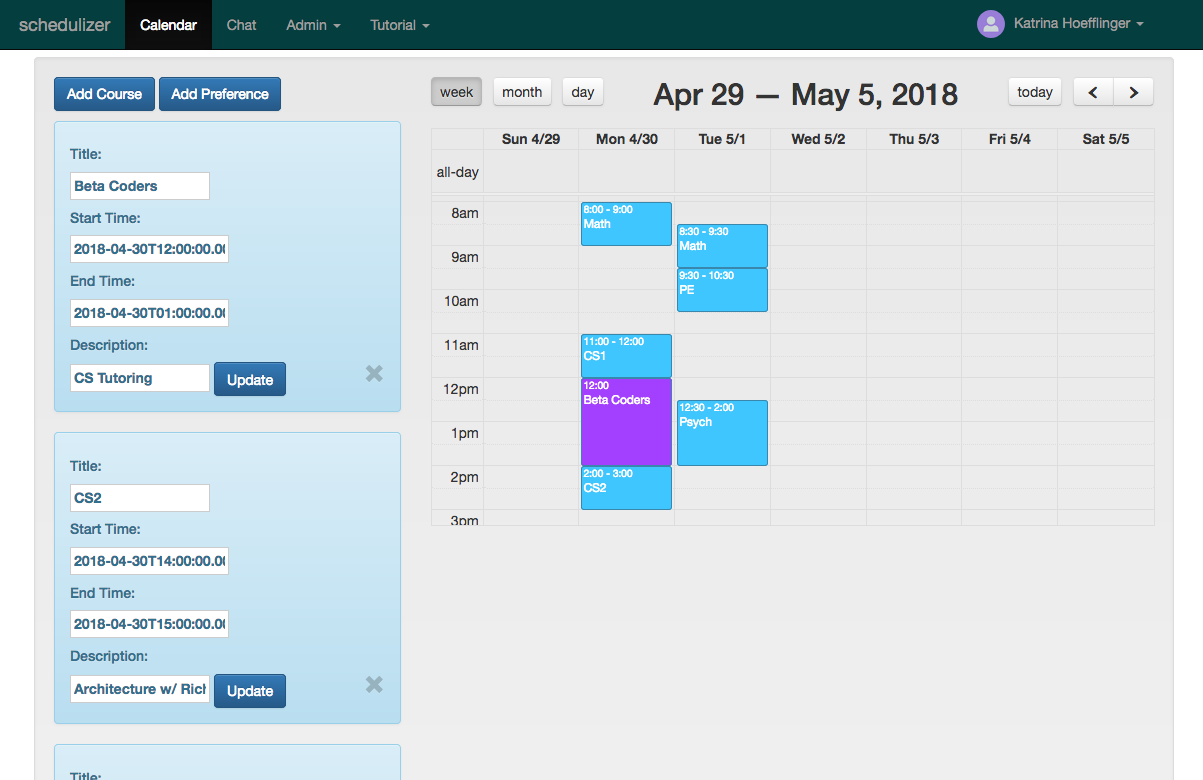 schedulizer Calendar Chat Admin Tutorial Katrina Hoefflinger
Add Course Add Preference
Title:
Beta Coders
Start Time:
2018-04-30T12:00:00.00
End Time:
2018-04-30T01:00:00.00
Description:
CS Tutoring Update
Title:
CS2
Start Time:
2018-04-30T14:00:00.00
End Time:
2018-04-30T15:00:00.00
Description:
Architecture w/ Rich Update
Title:
week month day Apr 29 — May 5, 2018 today
Sun 4/29 Mon 4/30 Tue 5/1 Wed 5/2 Thu 5/3 Fri 5/4 Sat 5/5
all-day
8am
9am
10am
11am
12pm
1pm
2pm
3pm
8:00 - 9:00
Math
11:00 - 12:00
CS1
12:00
Beta Coders
2:00 - 3:00
CS2
8:30 - 9:30
Math
9:30 - 10:30
PE
12:30 - 2:00
Psych